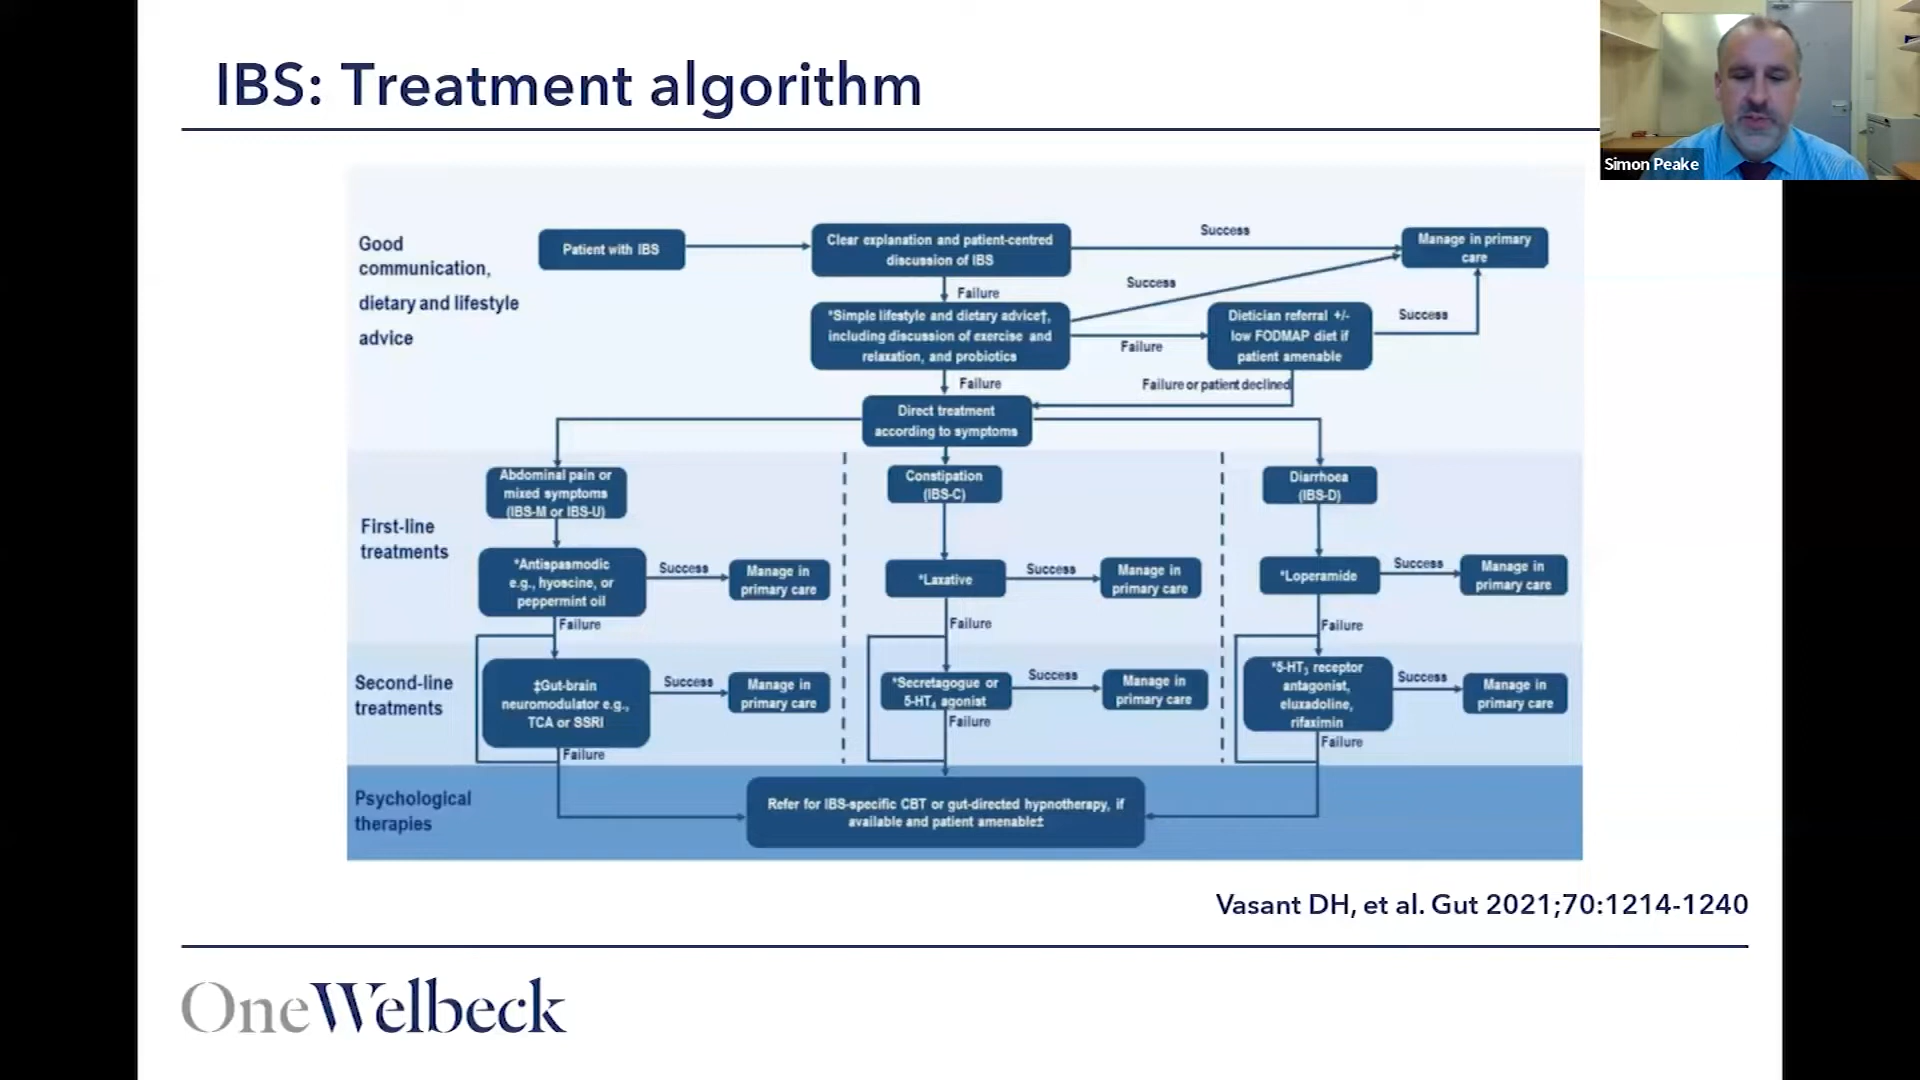 IBS: Treatment algorithm
Simon Peake
Good
communication,
dietary and lifestyle
advice
Patient with IBS
Clear explanation and patient-centred
discussion of IBS
Success
Manage in primary
care
Failure
Success
*Simple lifestyle and dietary advice†,
including discussion of exercise and
relaxation, and probiotics
Failure
Dietician referral +/-
low FODMAP diet if
patient amenable
Success
Failure
Failure or patient declined
Direct treatment
according to symptoms
First-line
treatments
Abdominal pain or
mixed symptoms
(IBS-M or IBS-U)
*Antispasmodic
e.g., hyoscine, or
peppermint oil
Success
Manage in
primary care
Failure
Constipation
(IBS-C)
*Laxative
Success
Manage in
primary care
Failure
Diarrhoea
(IBS-D)
*Loperamide
Success
Manage in
primary care
Failure
Second-line
treatments
‡Gut-brain
neuromodulator e.g.,
TCA or SSRI
Success
Manage in
primary care
Failure
*Secretagogue or
5-HT₄ agonist
Success
Manage in
primary care
Failure
*5-HT₃ receptor
antagonist,
eluxadoline,
rifaximin
Success
Manage in
primary care
Failure
Psychological
therapies
Refer for IBS-specific CBT or gut-directed hypnotherapy, if
available and patient amenable‡
Vasant DH, et al. Gut 2021;70:1214-1240
OneWelbeck